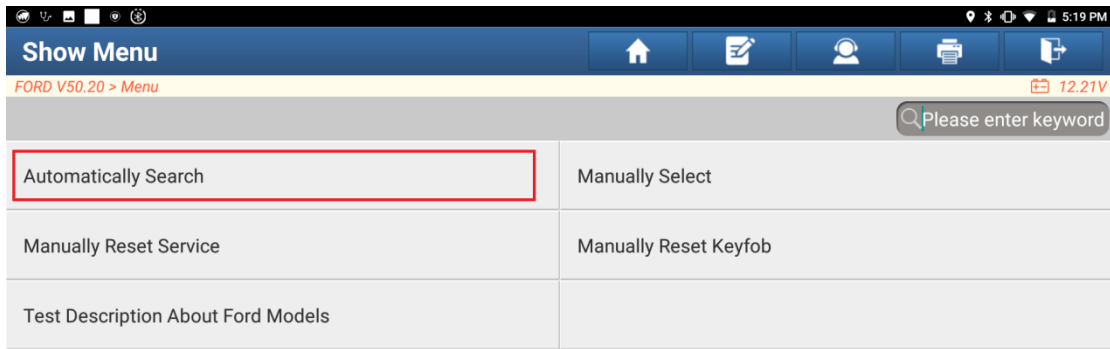 5:19 PM
Show Menu
FORD V50.20 > Menu
12.21V
Please enter keyword
Automatically Search
Manually Select
Manually Reset Service
Manually Reset Keyfob
Test Description About Ford Models